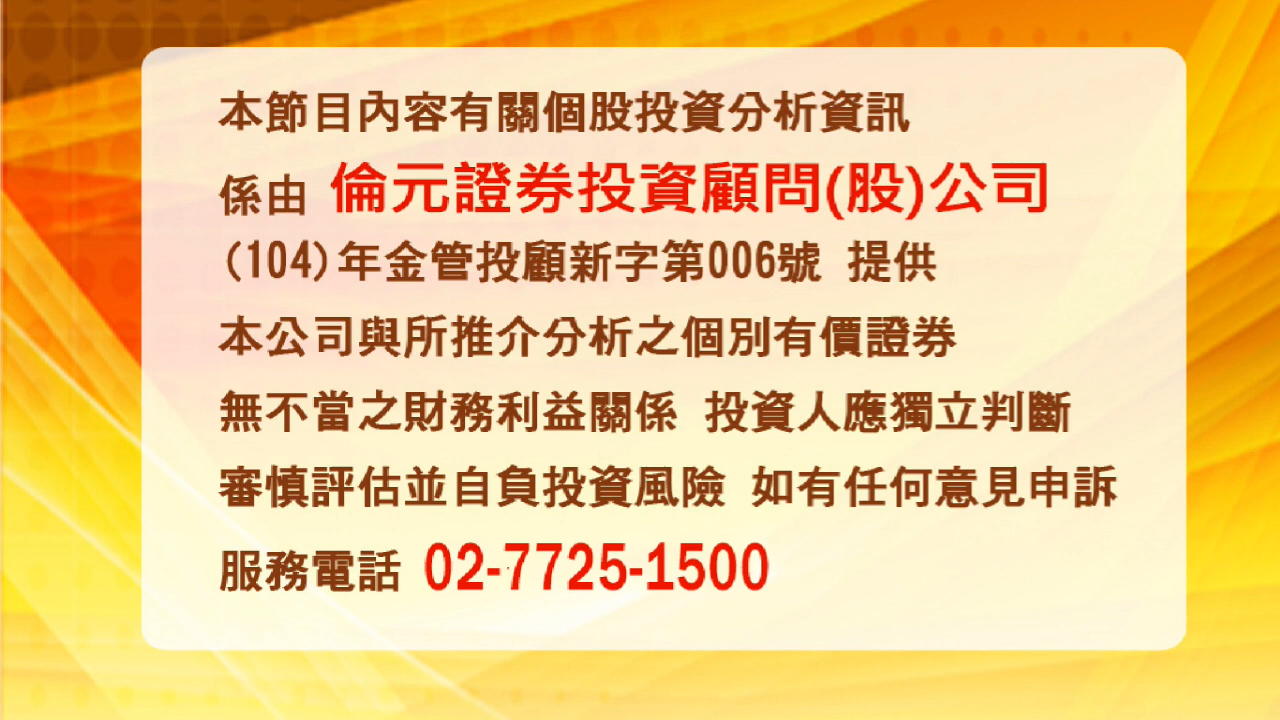 本節目內容有關個股投資分析資訊
係由 倫元證券投資顧問(股)公司
(104)年金管投顧新字第006號 提供
本公司與所推介分析之個別有價證券
無不當之財務利益關係 投資人應獨立判斷
審慎評估並自負投資風險 如有任何意見申訴
服務電話 02-7725-1500